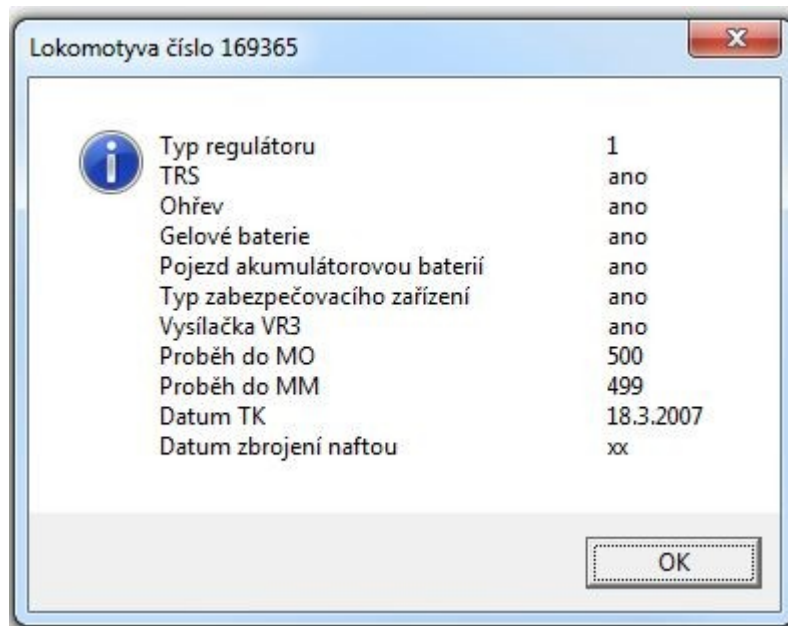 Lokomotyva číslo 169365
Typ regulátoru 1
TRS ano
Ohřev ano
Gelové baterie ano
Pojezd akumulátorovou baterií ano
Typ zabezpečovacího zařízení ano
Vysílačka VR3 ano
Proběh do MO 500
Proběh do MM 499
Datum TK 18.3.2007
Datum zbrojení naftou xx
OK